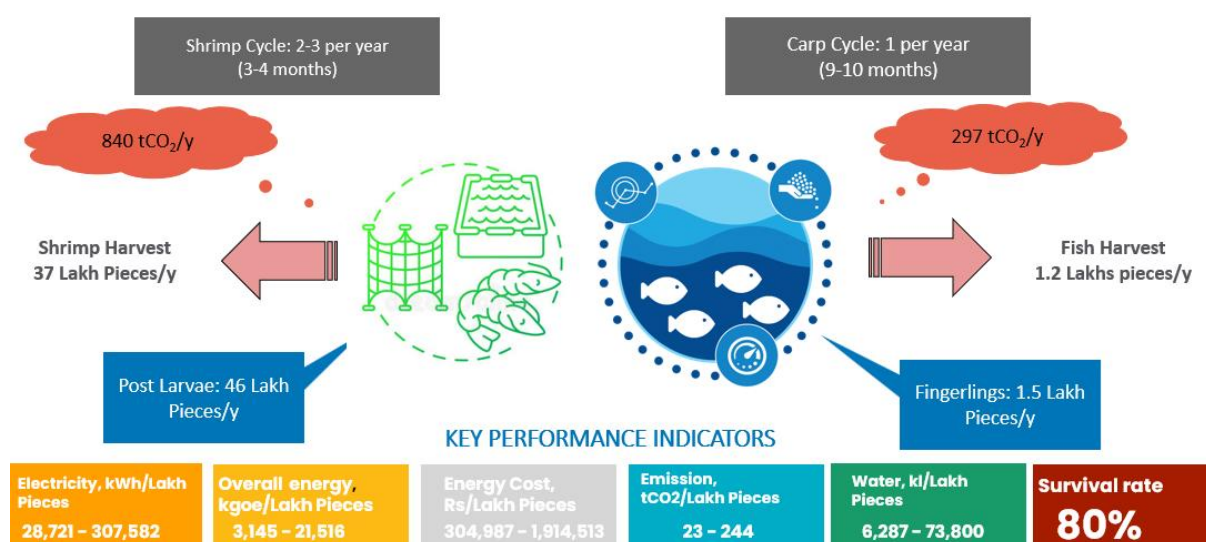 Shrimp Cycle: 2-3 per year
(3-4 months)
Carp Cycle: 1 per year
(9-10 months)
840 tCO₂/y
297 tCO₂/y
Shrimp Harvest
37 Lakh Pieces/y
Fish Harvest
1.2 Lakhs pieces/y
Post Larvae: 46 Lakh
Pieces/y
Fingerlings: 1.5 Lakh
Pieces/y
KEY PERFORMANCE INDICATORS
Electricity, kWh/Lakh
Pieces
28,721 – 307,582
Overall energy,
kgoe/Lakh Pieces
3,145 – 21,516
Energy Cost,
Rs/Lakh Pieces
304,987 – 1,914,513
Emission,
tCO2/Lakh Pieces
23 – 244
Water, kl/Lakh
Pieces
6,287 – 73,800
Survival rate
80%